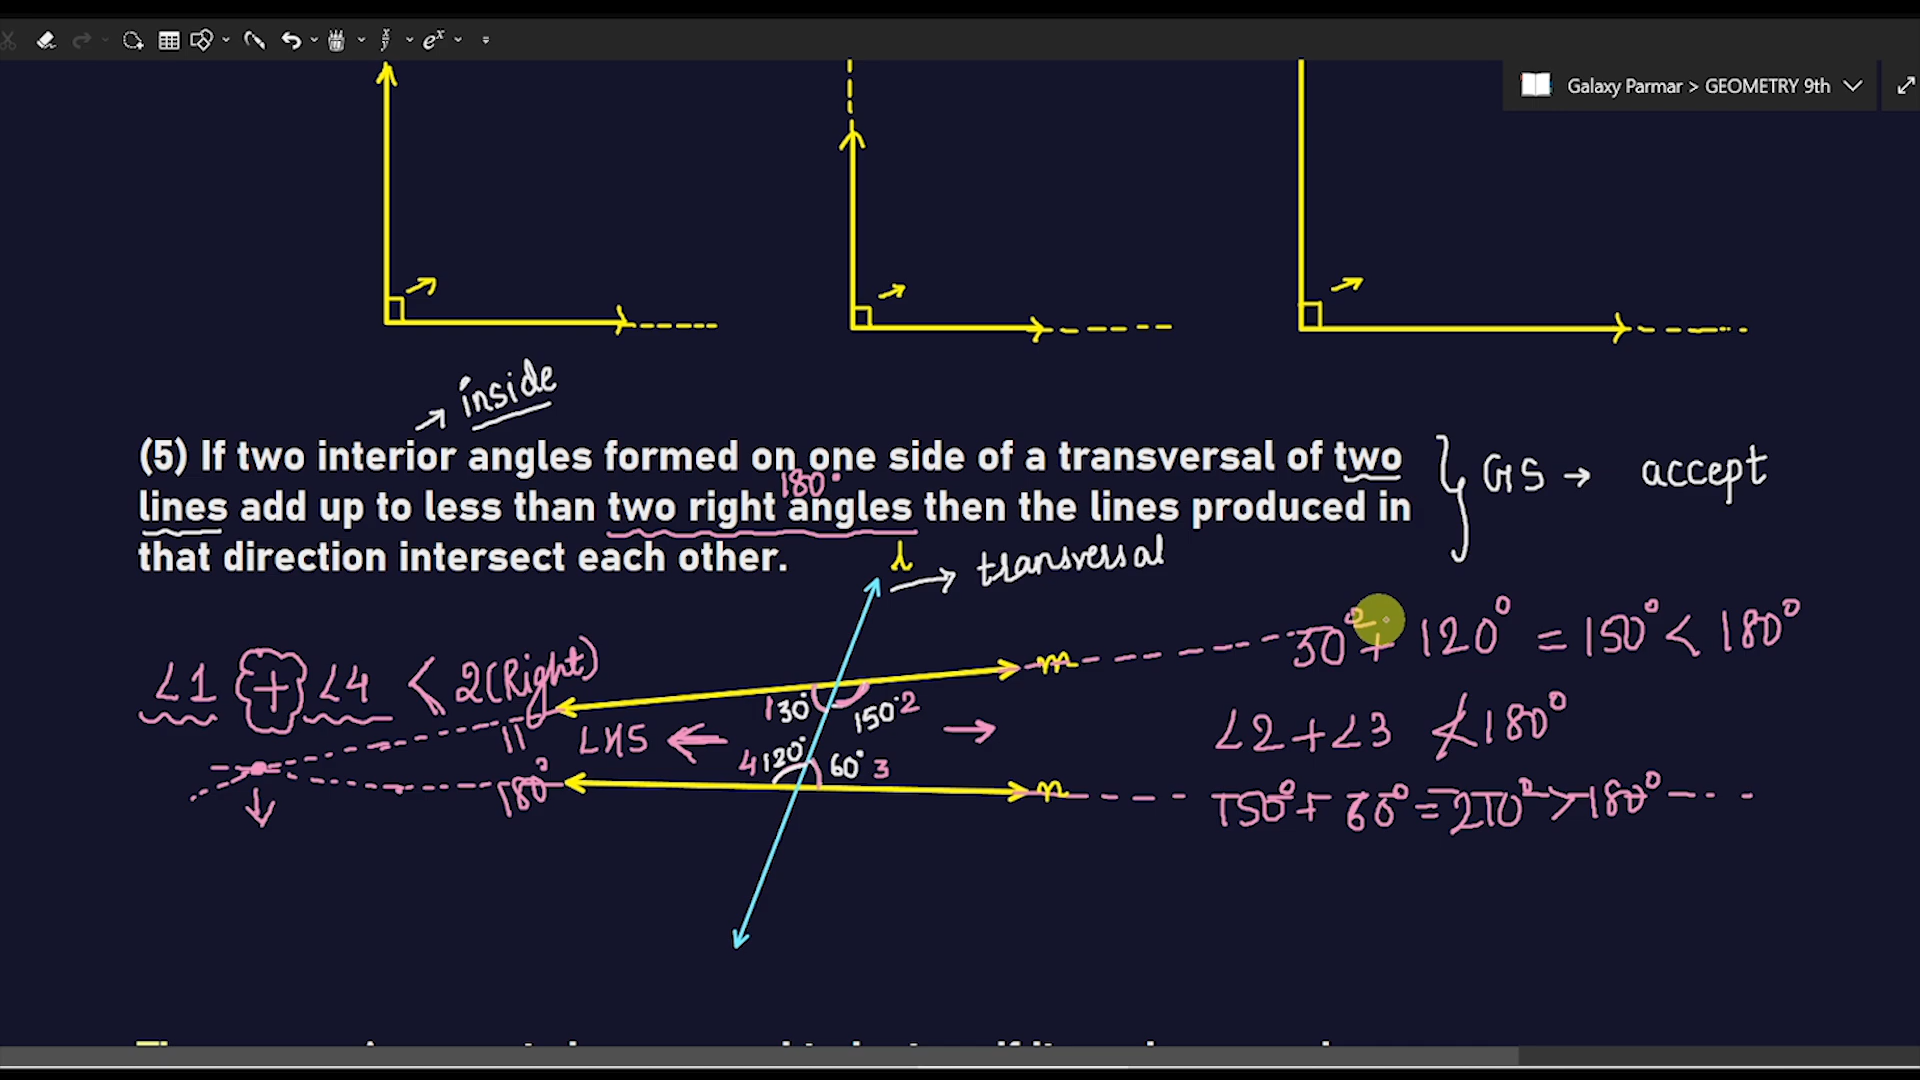 Galaxy Parmar > GEOMETRY 9th
→ inside
(5) If two interior angles formed on one side of a transversal of two
180°
lines add up to less than two right angles then the lines produced in
that direction intersect each other.
} GS → accept
l → transversal
30° + 120° = 150° < 180°
m
∠1 + ∠4 < 2(Right)
1 30° 150° 2
∠2 + ∠3 ≮ 180°
LHS
4 120° 60° 3
180°
n
150° + 60° = 210° > 180°